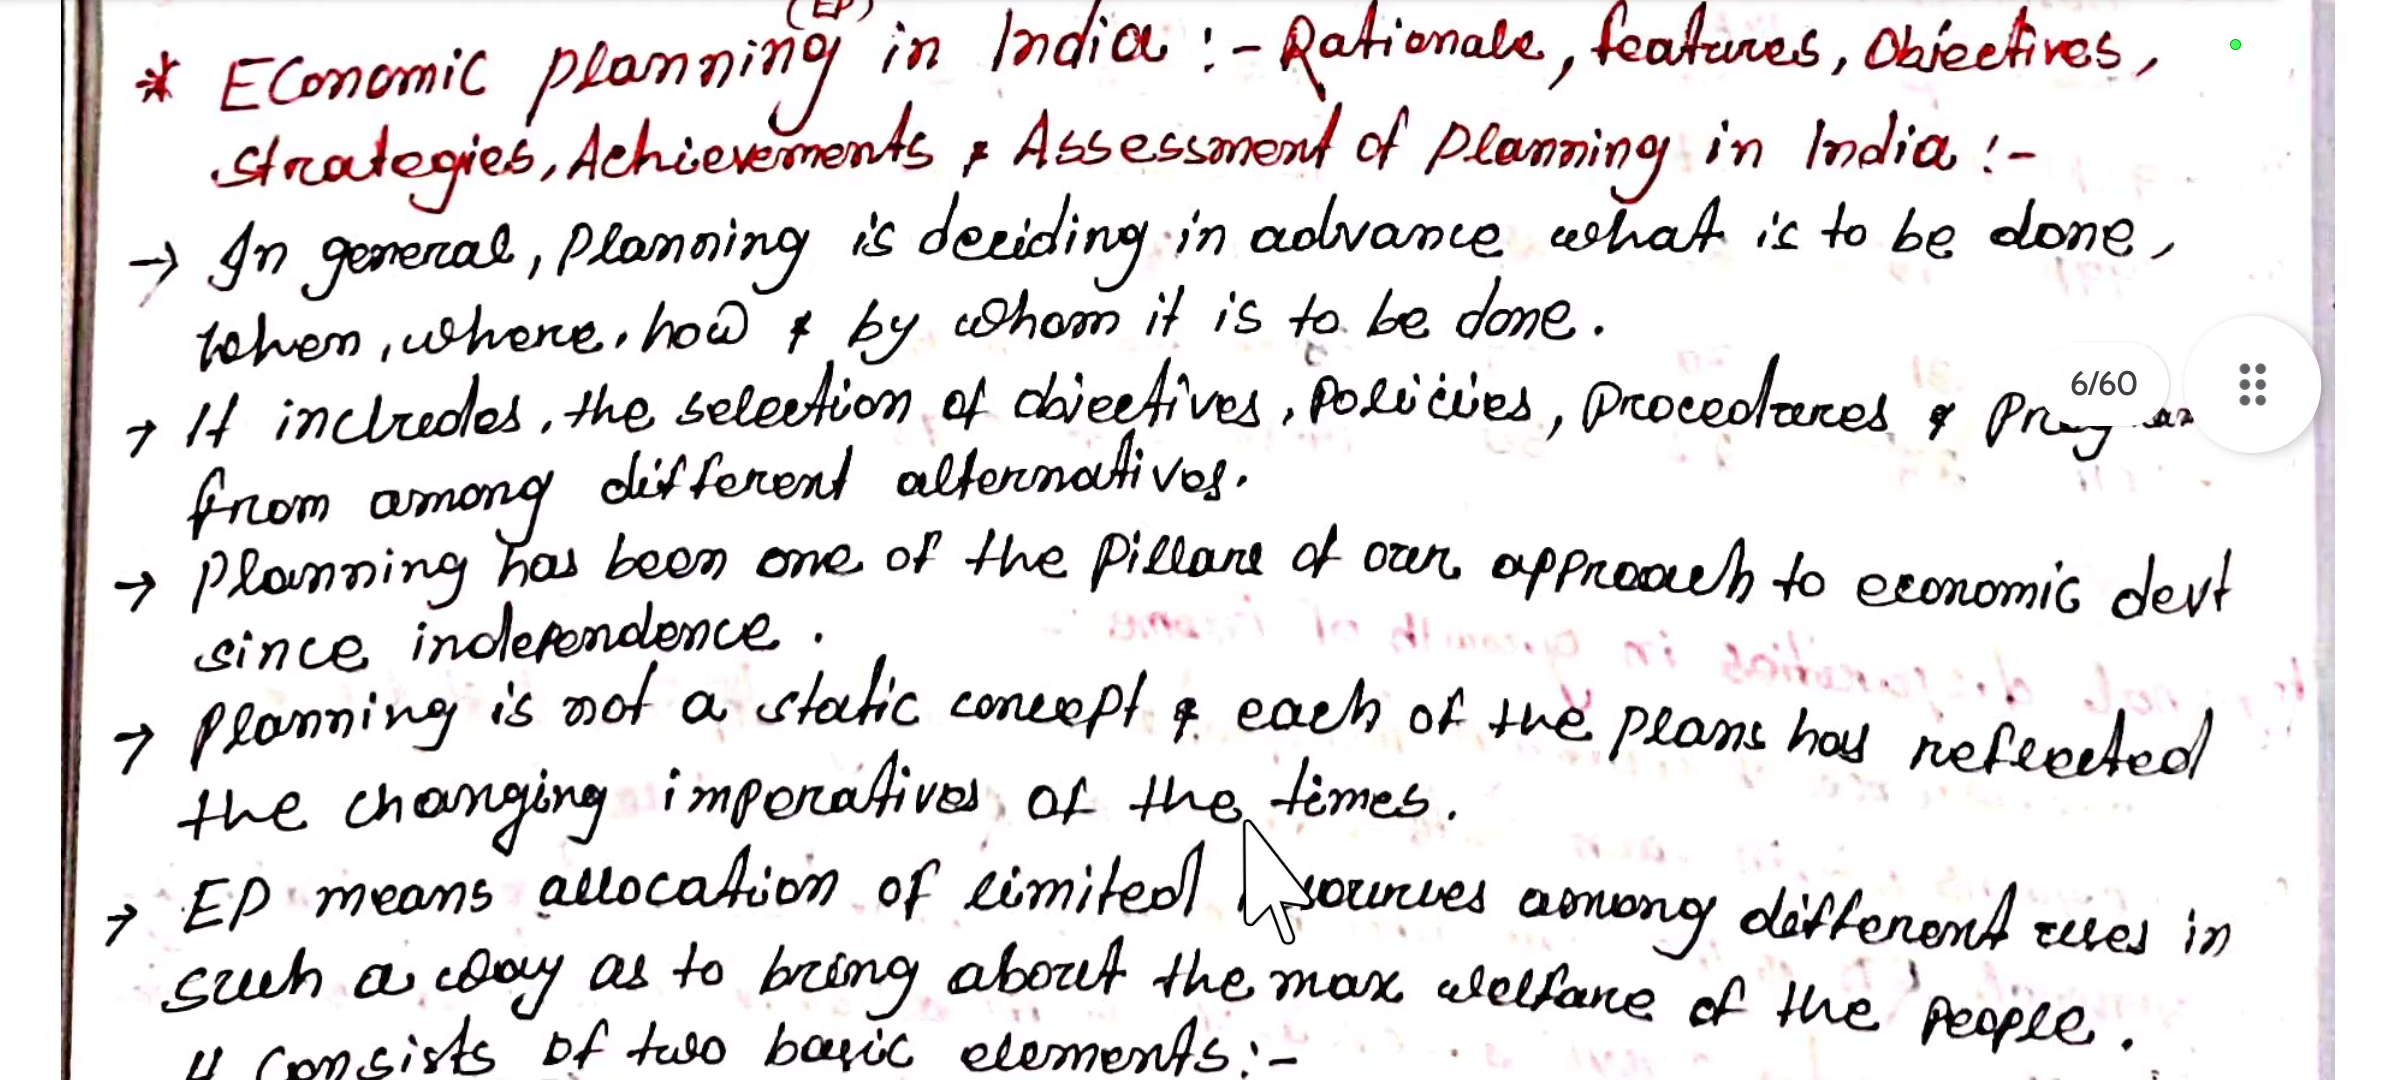 (EP)
* Economic planning in India :- Rationale, features, Objectives,
strategies, Achievements & Assessment of planning in India :-
→ In general, planning is deciding in advance what is to be done,
when, where, how & by whom it is to be done.
→ It includes, the selection of objectives, policies, procedures &
from among different alternatives.
→ planning has been one of the pillars of our approach to economic devt
since independence.
→ planning is not a static concept & each of the plans has reflected
the changing imperatives of the times.
→ EP means allocation of limited among different uses in
such a way as to bring about the max welfare of the people.
It Consists of two basic elements:-
6/60